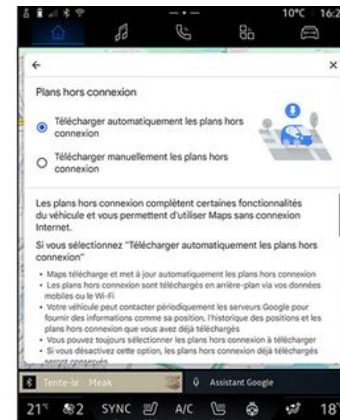 10°C 16:2
Plans hors connexion
Télécharger automatiquement les plans hors
connexion
Télécharger manuellement les plans hors
connexion
Les plans hors connexion complètent certaines fonctionnalités
du véhicule et vous permettent d'utiliser Maps sans connexion
Internet.
Si vous sélectionnez "Télécharger automatiquement les plans hors
connexion"
• Maps télécharge et met à jour automatiquement les plans hors connexion
• Les plans hors connexion sont téléchargés en arrière-plan via vos données
mobiles ou le Wi-Fi
• Votre véhicule peut contacter périodiquement les serveurs Google pour
fournir des informations comme sa position, l'historique des positions et les
plans hors connexion que vous avez déjà téléchargés
• Vous pouvez toujours sélectionner les plans hors connexion à télécharger
• Si vous désactivez cette option, les plans hors connexion déjà téléchargés
seront conservés
Tente-le · Meak
Assistant Google
21° 2 SYNC A/C 18°